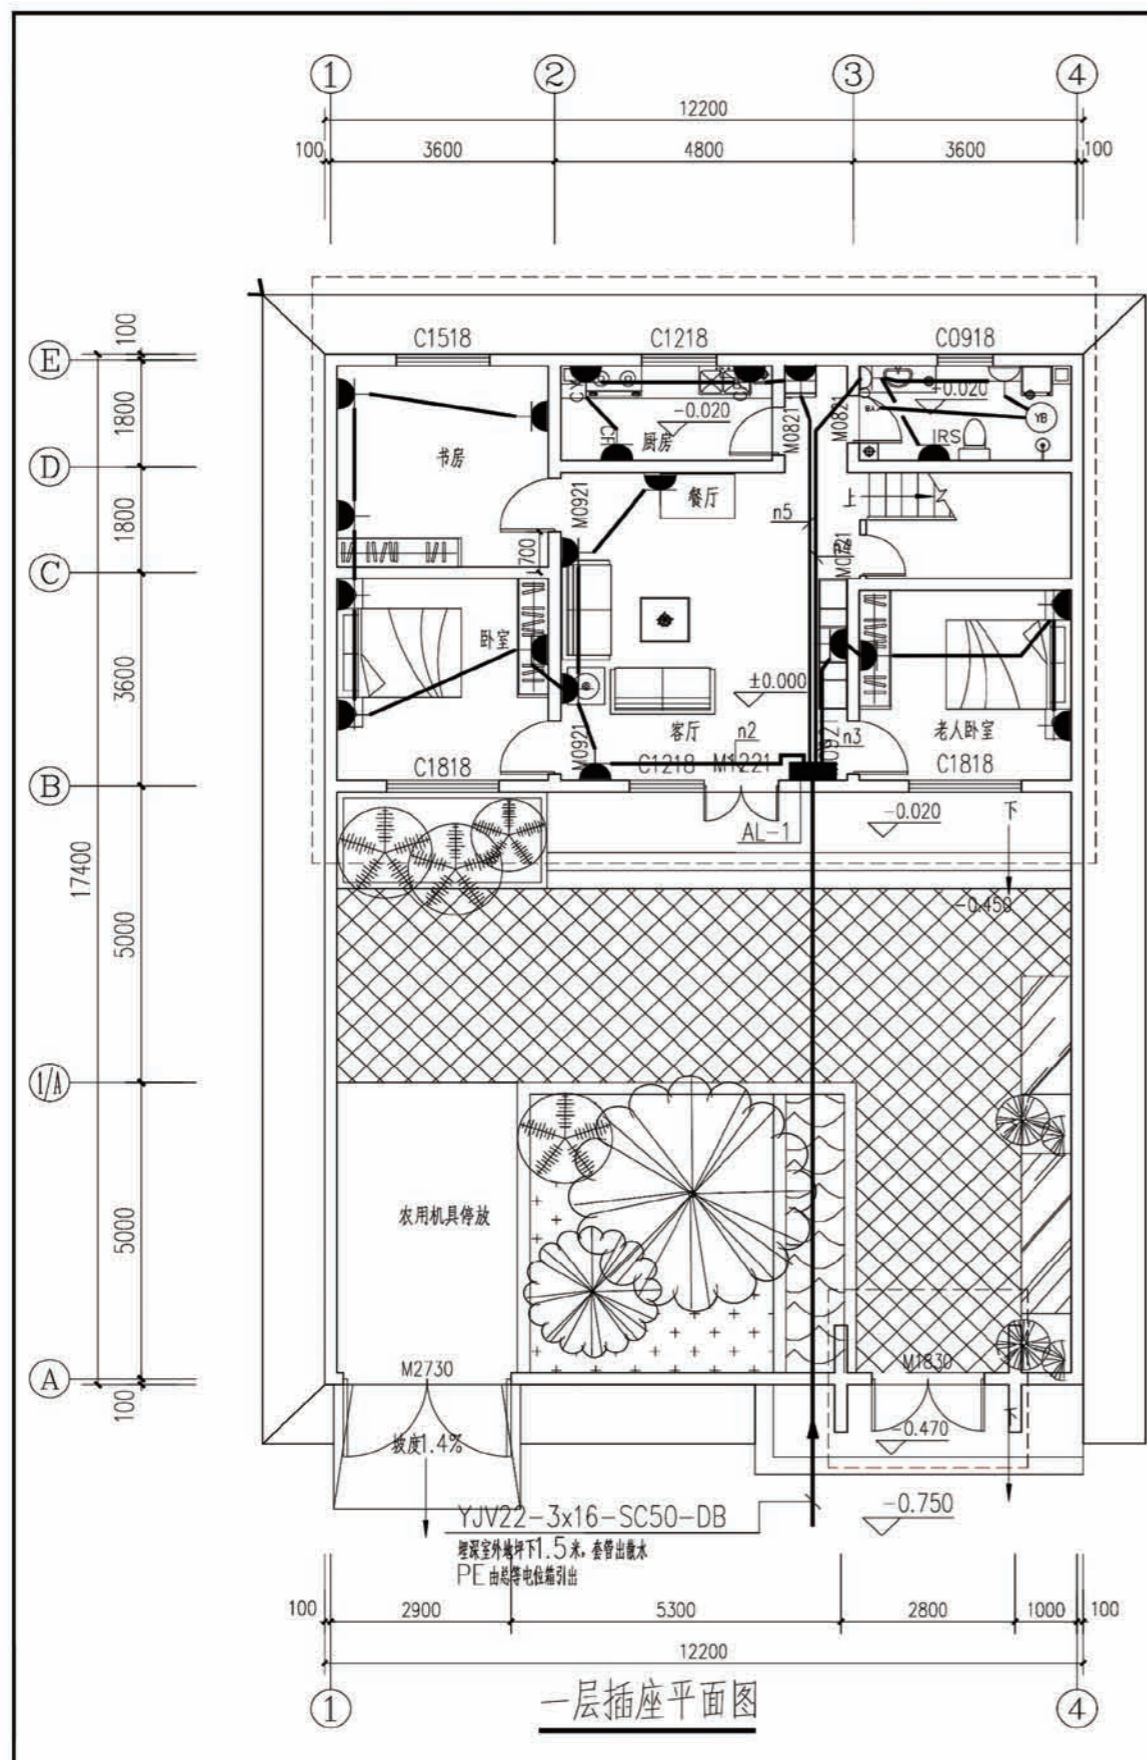 1 2 3 4
12200
100 3600 4800 3600 100
C1518 C1218 C0918
E
100
1800
-0.020
-0.020
M0821
M0821
BA
YB
CH
厨房
IRS
D
书房
餐厅
上
1800
M0921
n5
700
C
卧室
3600
±0.000
客厅
老人卧室
n2
n3
M0921
C1818 C1218 M1221 C1818
B
AL-1
-0.020
下
-0.450
17400
5000
1/A
5000
农用机具停放
M2730
M1830
A
100
-0.470
下
坡度1.4%
YJV22-3x16-SC50-DB
-0.750
埋深室外地坪下1.5米,套管出散水
PE由总等电位箱引出
100 2900 5300 2800 1000 100
12200
1 4
一层插座平面图